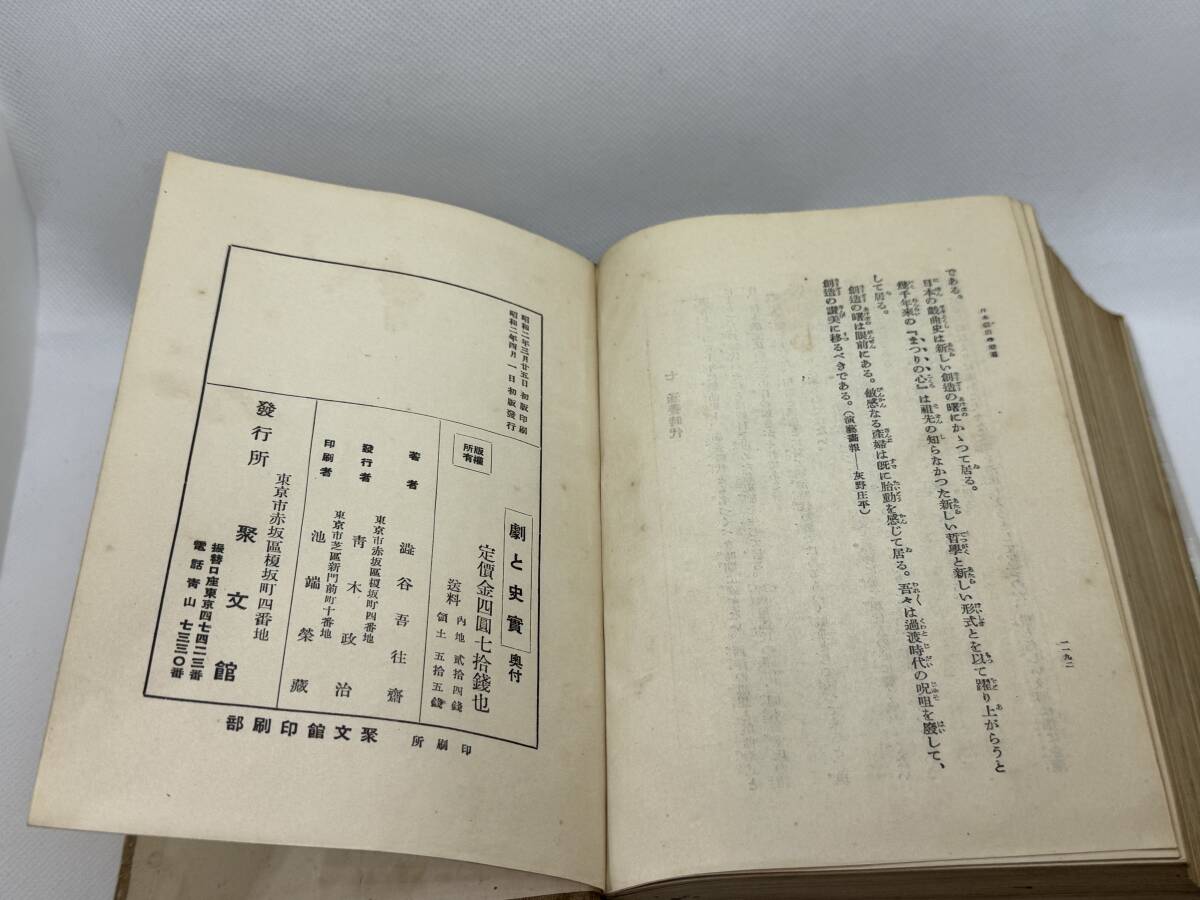 一九二
である。
日本の戯曲史は新しい創造の曙にかゝつて居る。
幾千年來の『まつりの心』は祖先の知らなかつた新しい哲學と新しい形式とを以て躍り上がらうと
して居る。
創造の曙は眼前にある。敏感なる産婦は既に胎動を感じて居る。吾々は過渡時代の呪咀を廢して、
創造の讃美に移るべきである。(演藝畫報——灰野庄平)
昭和二年三月廿五日初版印刷
昭和二年四月一日初版發行
劇と史實 奧付
定價金四圓七拾錢也
送料 內地 貳拾四錢
領土 五拾五錢
版權所有
著者 澁谷吾往齋
東京市赤坂區榎坂町四番地
發行者 靑木政治
東京市芝區新門前町十番地
印刷者 池端榮藏
發行所
東京市赤坂區榎坂町四番地
聚文館
振替口座東京四七四二三番
電話靑山七三三〇番
印刷所 聚文館印刷部